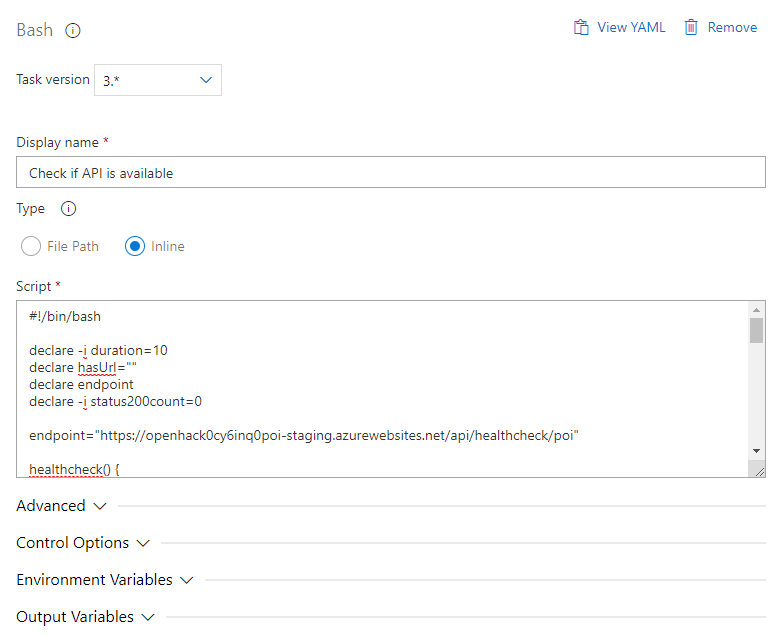 Bash
View YAML
Remove
Task version 3.*
Display name *
Check if API is available
Type
File Path
Inline
Script *
#!/bin/bash
declare -i duration=10
declare hasUrl=""
declare endpoint
declare -i status200count=0
endpoint="https://openhack0cy6inq0poi-staging.azurewebsites.net/api/healthcheck/poi"
healthcheck() {
Advanced
Control Options
Environment Variables
Output Variables